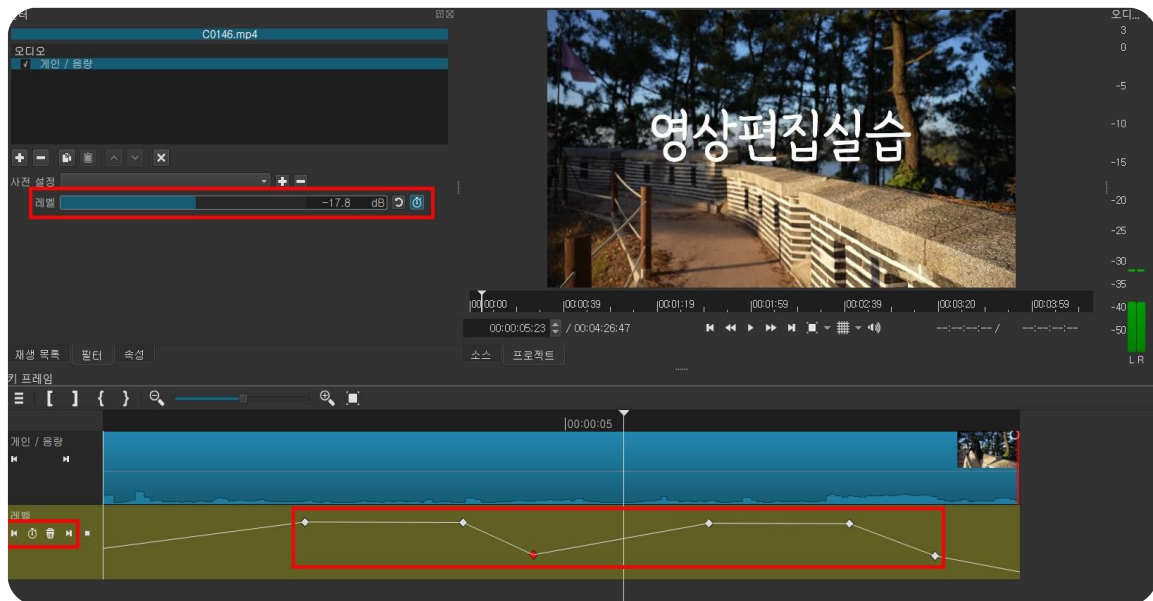 C0146.mp4
오디오
게인 / 음량
사전 설정
레벨 -17.8 dB
재생 목록 필터 속성
영상편집실습
00:00:00 00:00:39 00:01:19 00:01:59 00:02:39 00:03:20 00:03:59
00:00:05:23 / 00:04:26:47 --:--:--:-- / --:--:--:--
소스 프로젝트
오디...
3
0
-5
-10
-15
-20
-25
-30
-35
-40
-50
L R
키 프레임
00:00:05
게인 / 음량
레벨